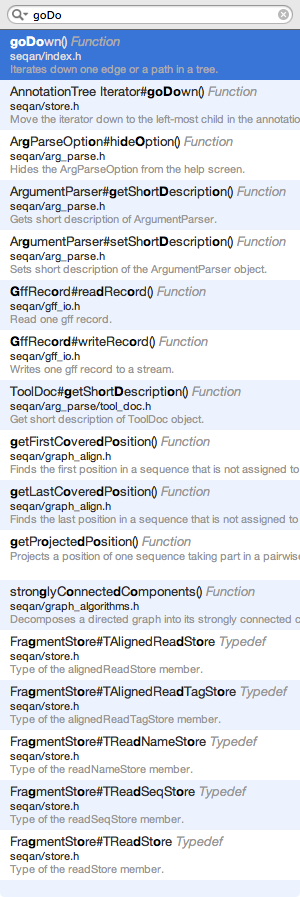 goDo
goDown() Function
seqan/index.h
Iterates down one edge or a path in a tree.
AnnotationTree Iterator#goDown() Function
seqan/store.h
Move the iterator down to the left-most child in the annotatio
ArgParseOption#hideOption() Function
seqan/arg_parse.h
Hides the ArgParseOption from the help screen.
ArgumentParser#getShortDescription() Function
seqan/arg_parse.h
Gets short description of ArgumentParser.
ArgumentParser#setShortDescription() Function
seqan/arg_parse.h
Sets short description of the ArgumentParser object.
GffRecord#readRecord() Function
seqan/gff_io.h
Read one gff record.
GffRecord#writeRecord() Function
seqan/gff_io.h
Writes one gff record to a stream.
ToolDoc#getShortDescription() Function
seqan/arg_parse/tool_doc.h
Get short description of ToolDoc object.
getFirstCoveredPosition() Function
seqan/graph_align.h
Finds the first position in a sequence that is not assigned to
getLastCoveredPosition() Function
seqan/graph_align.h
Finds the last position in a sequence that is not assigned to
getProjectedPosition() Function
Projects a position of one sequence taking part in a pairwise
stronglyConnectedComponents() Function
seqan/graph_algorithms.h
Decomposes a directed graph into its strongly connected c
FragmentStore#TAlignedReadStore Typedef
seqan/store.h
Type of the alignedReadStore member.
FragmentStore#TAlignedReadTagStore Typedef
seqan/store.h
Type of the alignedReadTagStore member.
FragmentStore#TReadNameStore Typedef
seqan/store.h
Type of the readNameStore member.
FragmentStore#TReadSeqStore Typedef
seqan/store.h
Type of the readSeqStore member.
FragmentStore#TReadStore Typedef
seqan/store.h
Type of the readStore member.